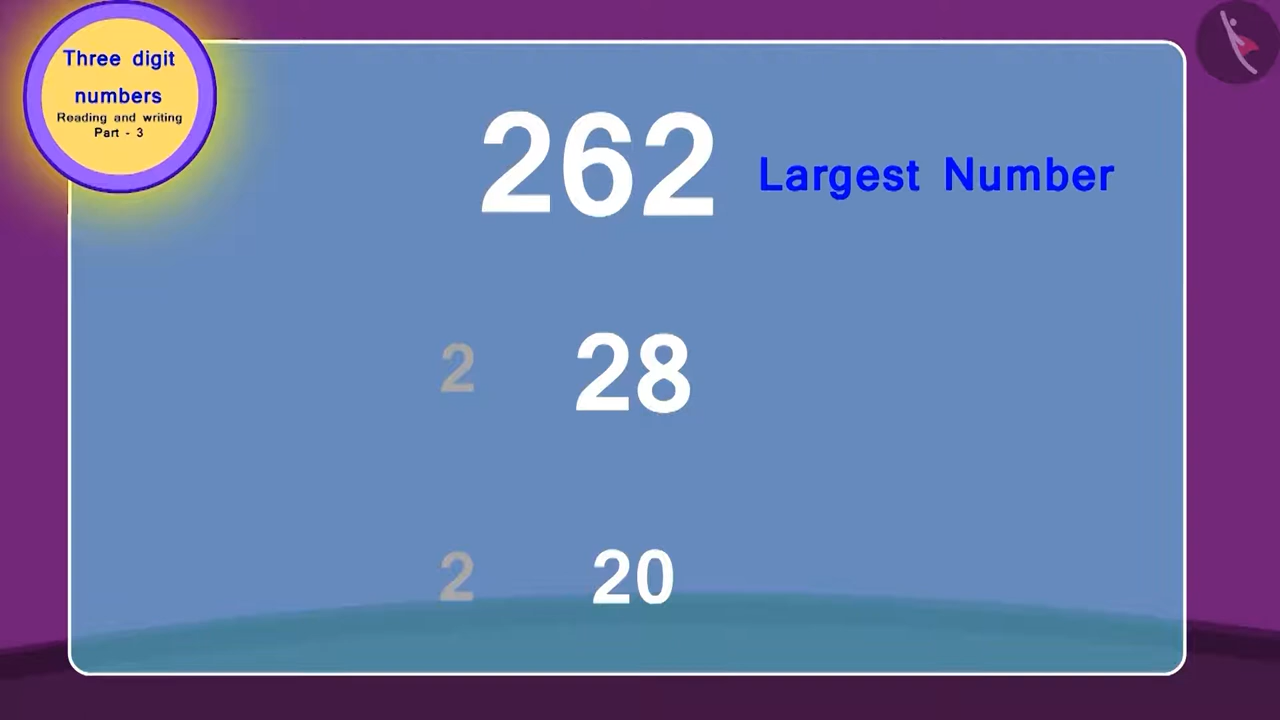 Three digit
numbers
Reading and writing
Part - 3
262 Largest Number
2 28
2 20